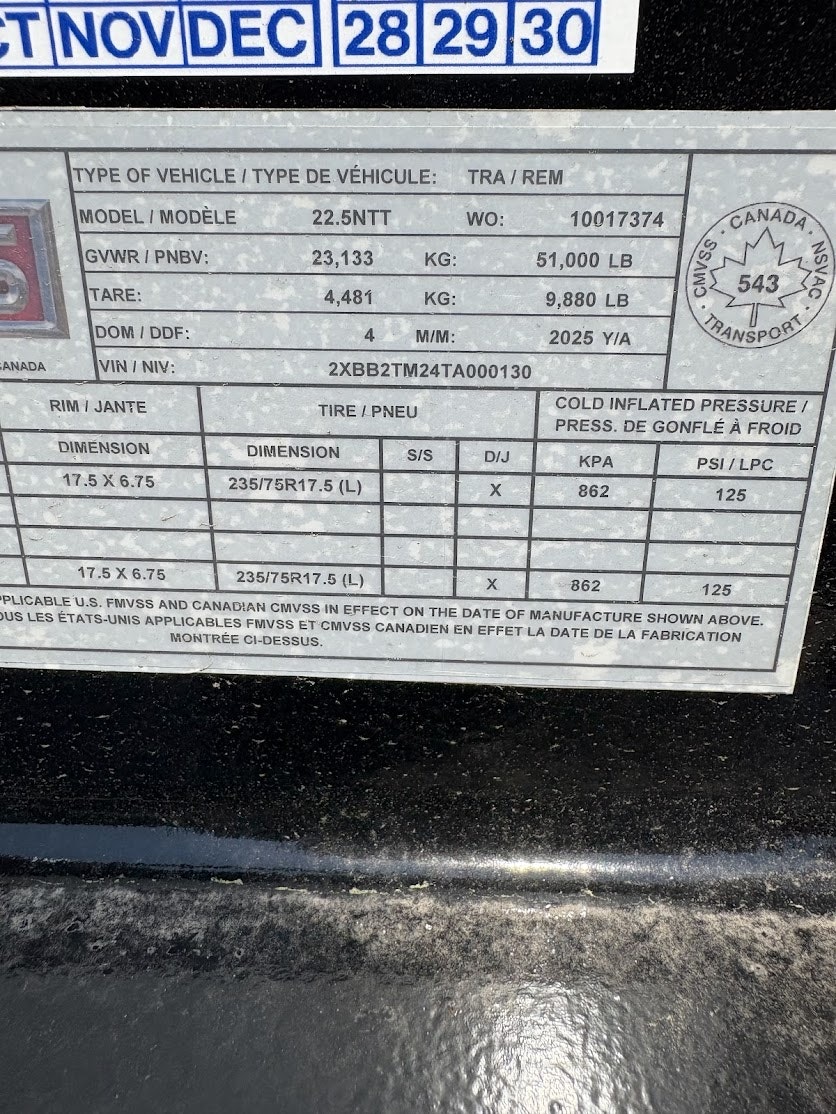 CT NOV DEC 28 29 30
TYPE OF VEHICLE / TYPE DE VÉHICULE: TRA / REM
MODEL / MODÈLE 22.5NTT WO: 10017374
GVWR / PNBV: 23,133 KG: 51,000 LB
TARE: 4,481 KG: 9,880 LB
DOM / DDF: 4 M/M: 2025 Y/A
VIN / NIV: 2XBB2TM24TA000130
CANADA
CMVSS · CANADA · NSVAC · TRANSPORT ·
543
RIM / JANTE TIRE / PNEU COLD INFLATED PRESSURE /
PRESS. DE GONFLÉ À FROID
DIMENSION DIMENSION S/S D/J KPA PSI / LPC
17.5 X 6.75 235/75R17.5 (L) X 862 125
17.5 X 6.75 235/75R17.5 (L) X 862 125
PPLICABLE U.S. FMVSS AND CANADIAN CMVSS IN EFFECT ON THE DATE OF MANUFACTURE SHOWN ABOVE.
OUS LES ÉTATS-UNIS APPLICABLES FMVSS ET CMVSS CANADIEN EN EFFET LA DATE DE LA FABRICATION
MONTRÉE CI-DESSUS.